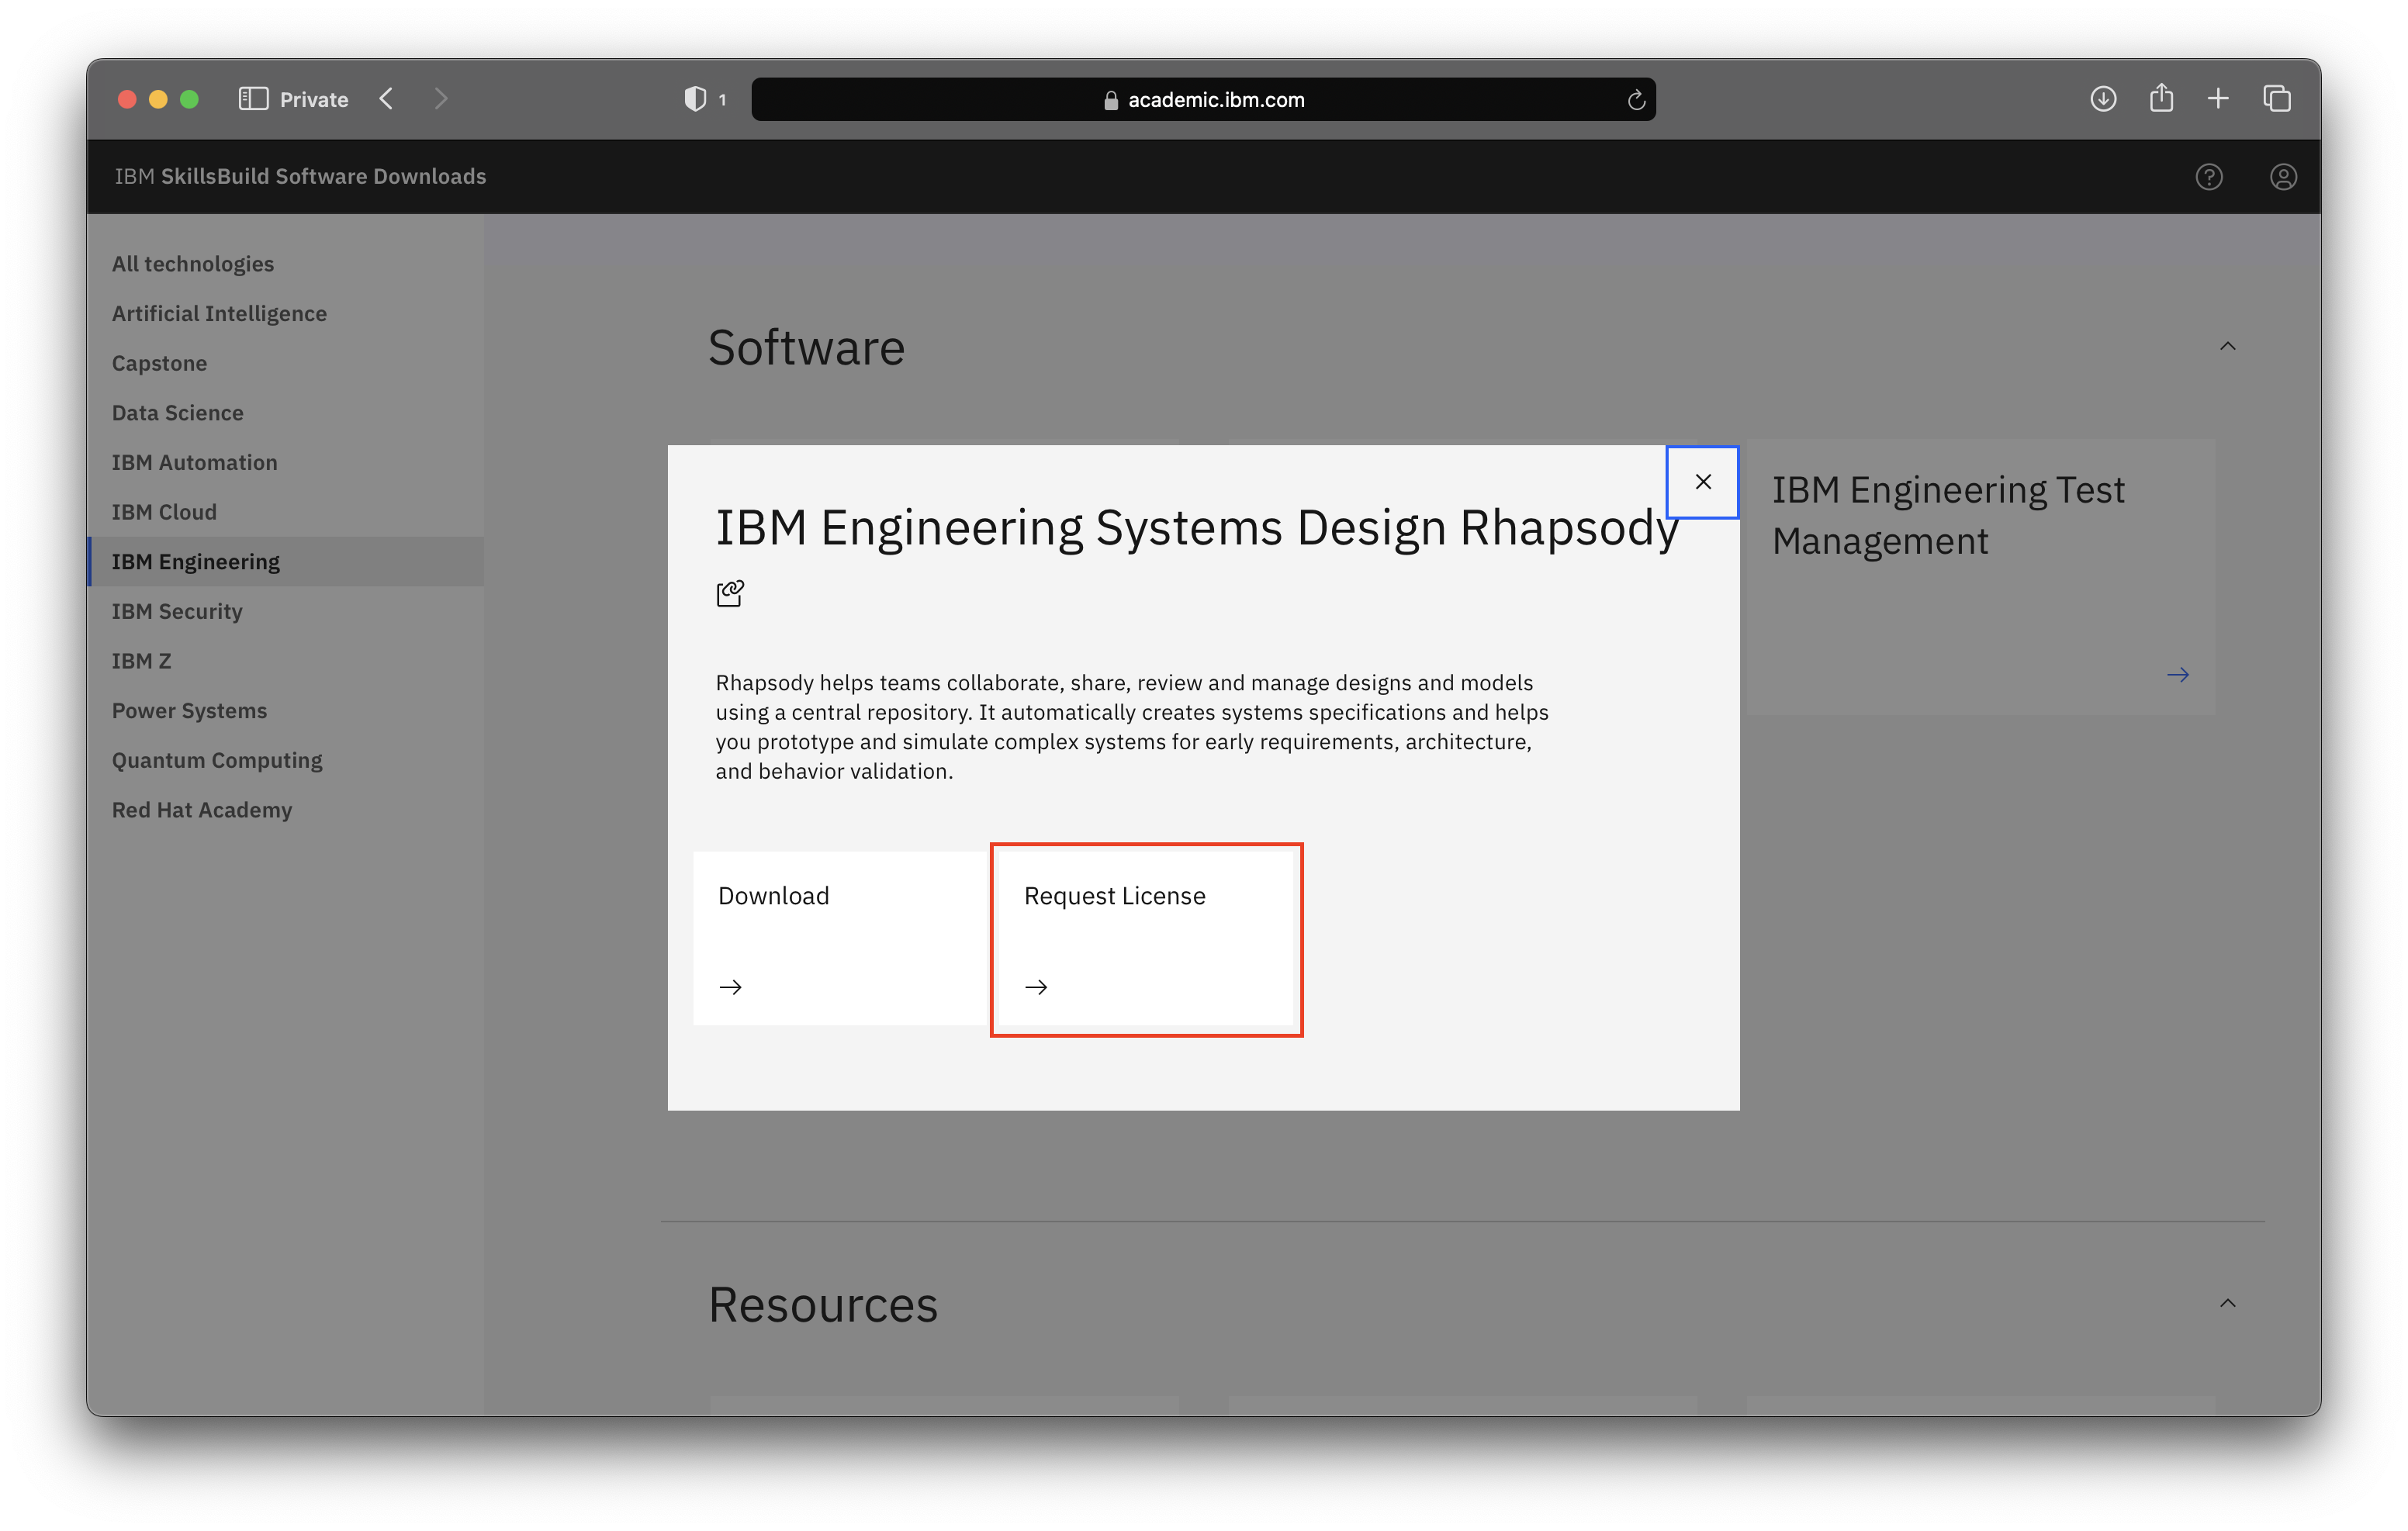 Private
1
academic.ibm.com
IBM SkillsBuild Software Downloads
All technologies
Artificial Intelligence
Capstone
Data Science
IBM Automation
IBM Cloud
IBM Engineering
IBM Security
IBM Z
Power Systems
Quantum Computing
Red Hat Academy
Software
IBM Engineering Test
Management
IBM Engineering Systems Design Rhapsody
Rhapsody helps teams collaborate, share, review and manage designs and models
using a central repository. It automatically creates systems specifications and helps
you prototype and simulate complex systems for early requirements, architecture,
and behavior validation.
Download
Request License
Resources